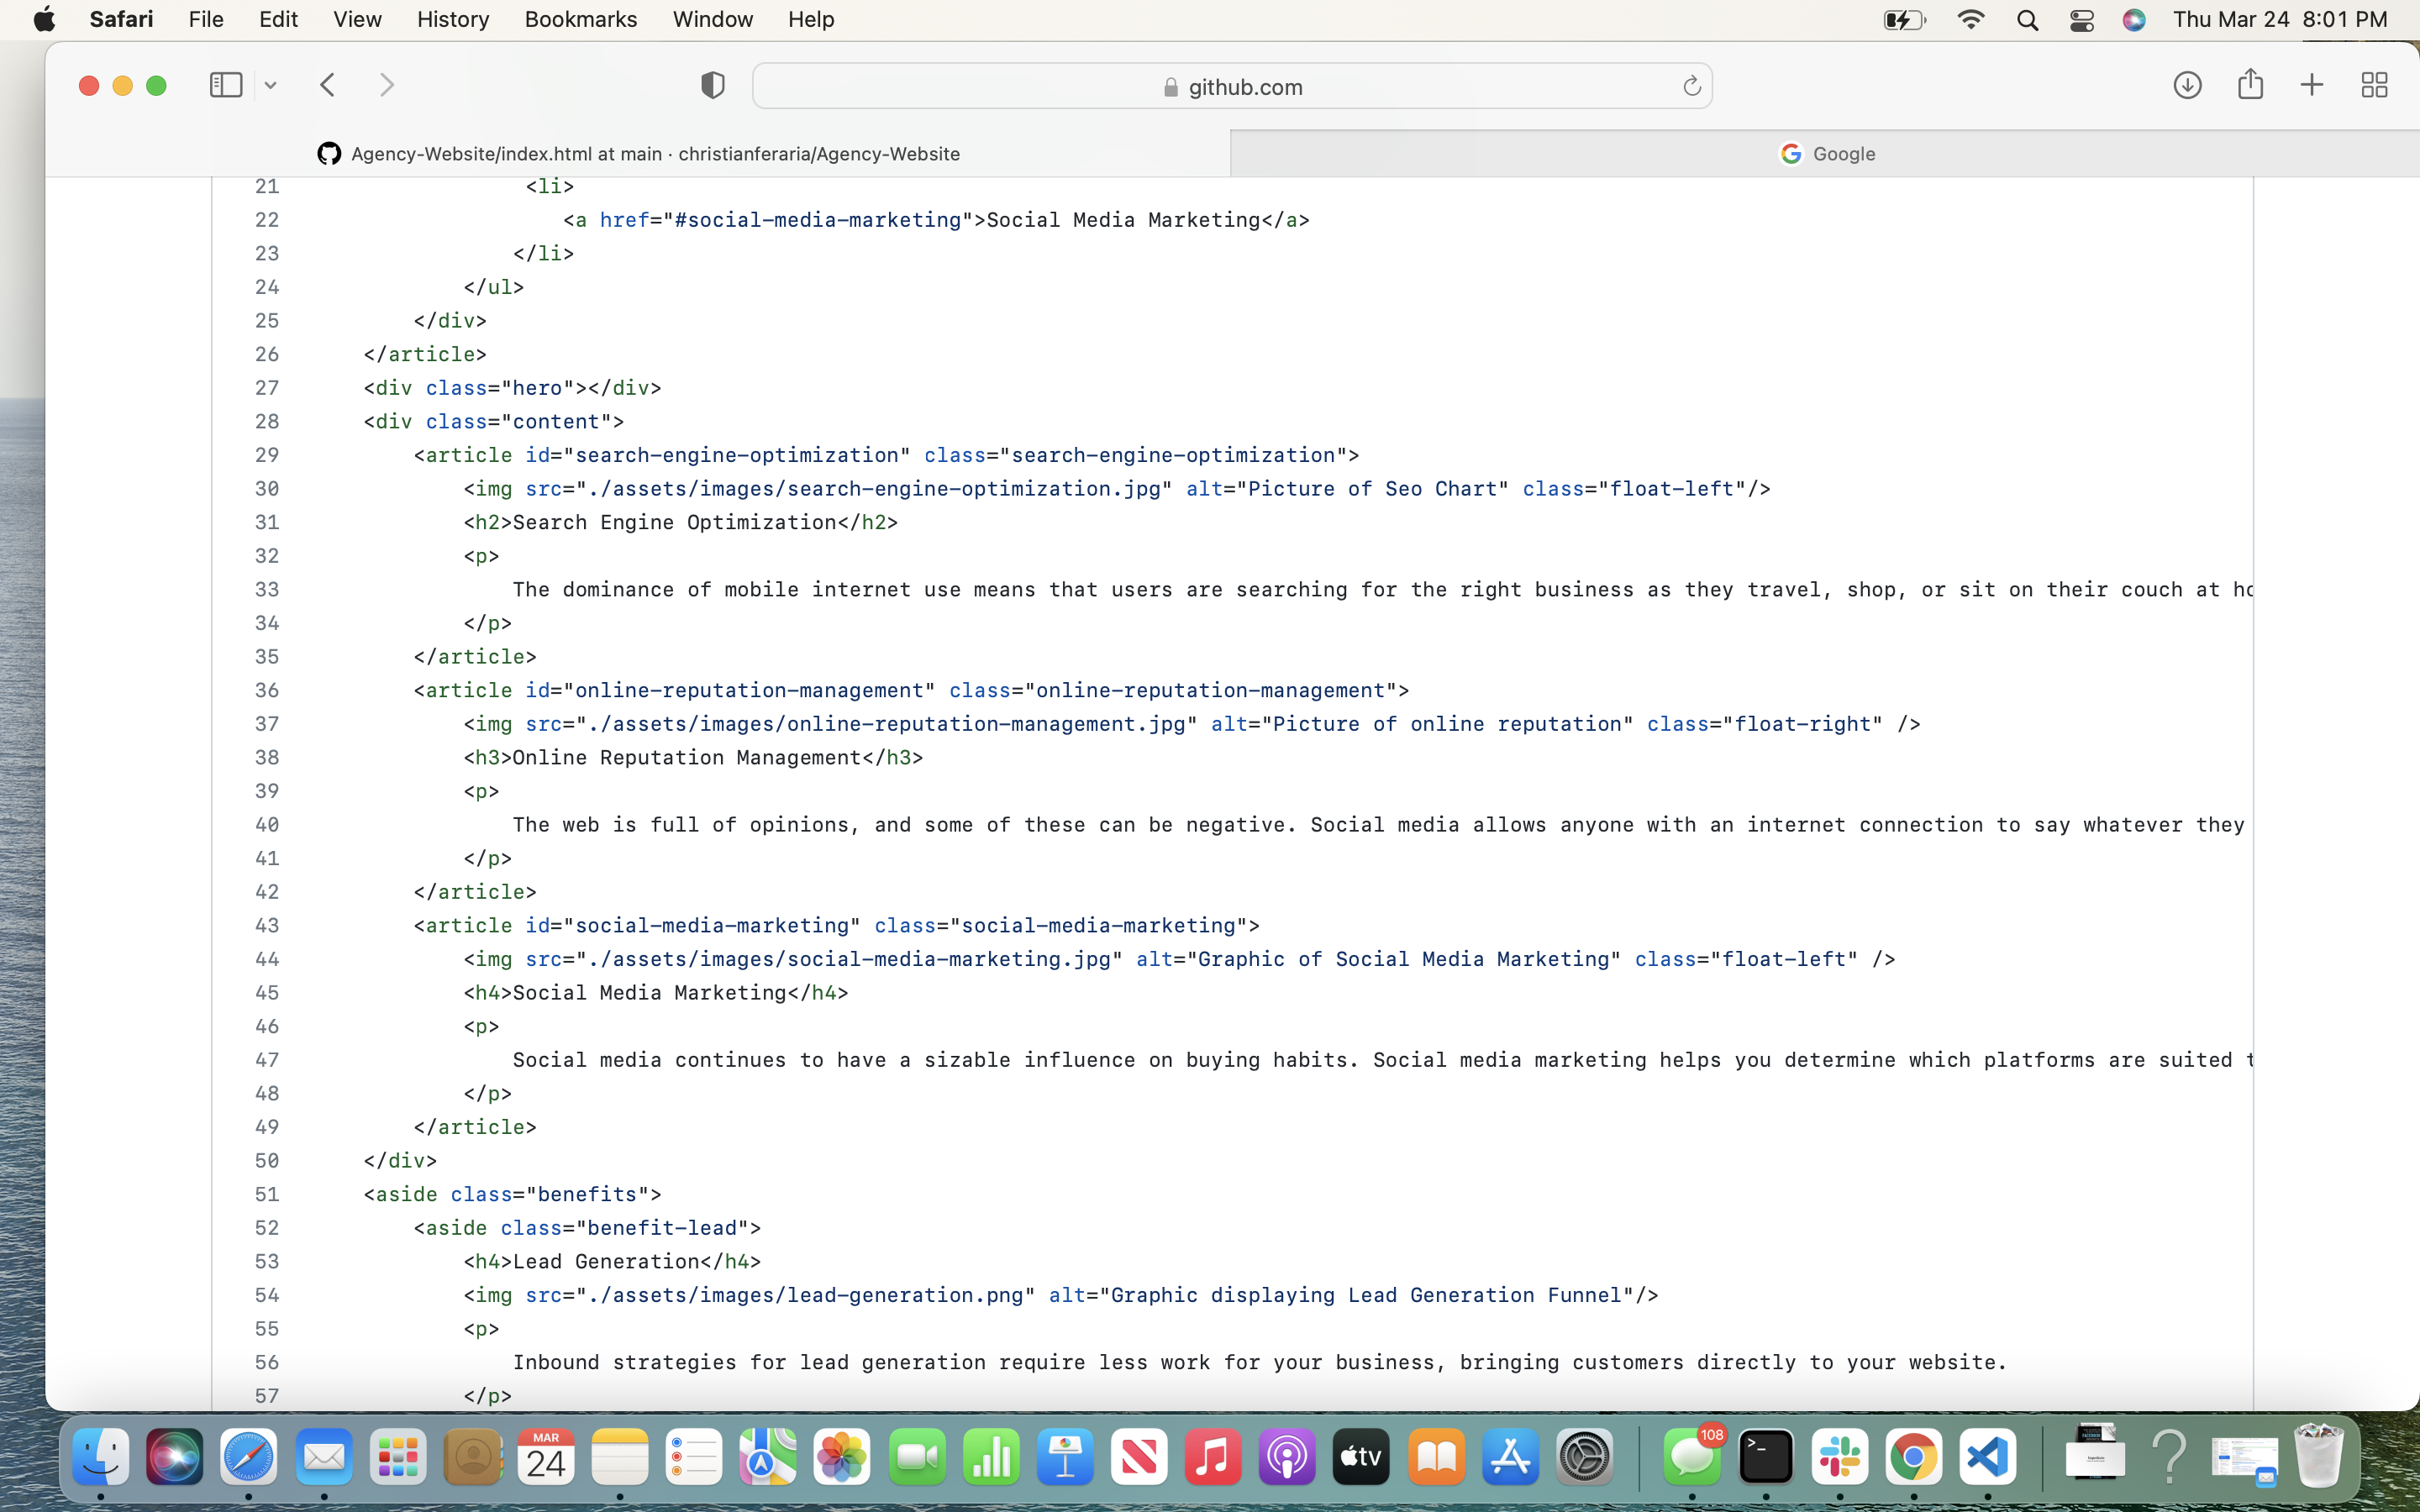 Safari File Edit View History Bookmarks Window Help Thu Mar 24 8:01 PM
github.com
Agency-Website/index.html at main · christianferaria/Agency-Website Google
21 <li>
22 <a href="#social-media-marketing">Social Media Marketing</a>
23 </li>
24 </ul>
25 </div>
26 </article>
27 <div class="hero"></div>
28 <div class="content">
29 <article id="search-engine-optimization" class="search-engine-optimization">
30 <img src="./assets/images/search-engine-optimization.jpg" alt="Picture of Seo Chart" class="float-left"/>
31 <h2>Search Engine Optimization</h2>
32 <p>
33 The dominance of mobile internet use means that users are searching for the right business as they travel, shop, or sit on their couch at
34 </p>
35 </article>
36 <article id="online-reputation-management" class="online-reputation-management">
37 <img src="./assets/images/online-reputation-management.jpg" alt="Picture of online reputation" class="float-right" />
38 <h3>Online Reputation Management</h3>
39 <p>
40 The web is full of opinions, and some of these can be negative. Social media allows anyone with an internet connection to say whatever they
41 </p>
42 </article>
43 <article id="social-media-marketing" class="social-media-marketing">
44 <img src="./assets/images/social-media-marketing.jpg" alt="Graphic of Social Media Marketing" class="float-left" />
45 <h4>Social Media Marketing</h4>
46 <p>
47 Social media continues to have a sizable influence on buying habits. Social media marketing helps you determine which platforms are suited
48 </p>
49 </article>
50 </div>
51 <aside class="benefits">
52 <aside class="benefit-lead">
53 <h4>Lead Generation</h4>
54 <img src="./assets/images/lead-generation.png" alt="Graphic displaying Lead Generation Funnel"/>
55 <p>
56 Inbound strategies for lead generation require less work for your business, bringing customers directly to your website.
57 </p>
MAR
24
tv
108
>_